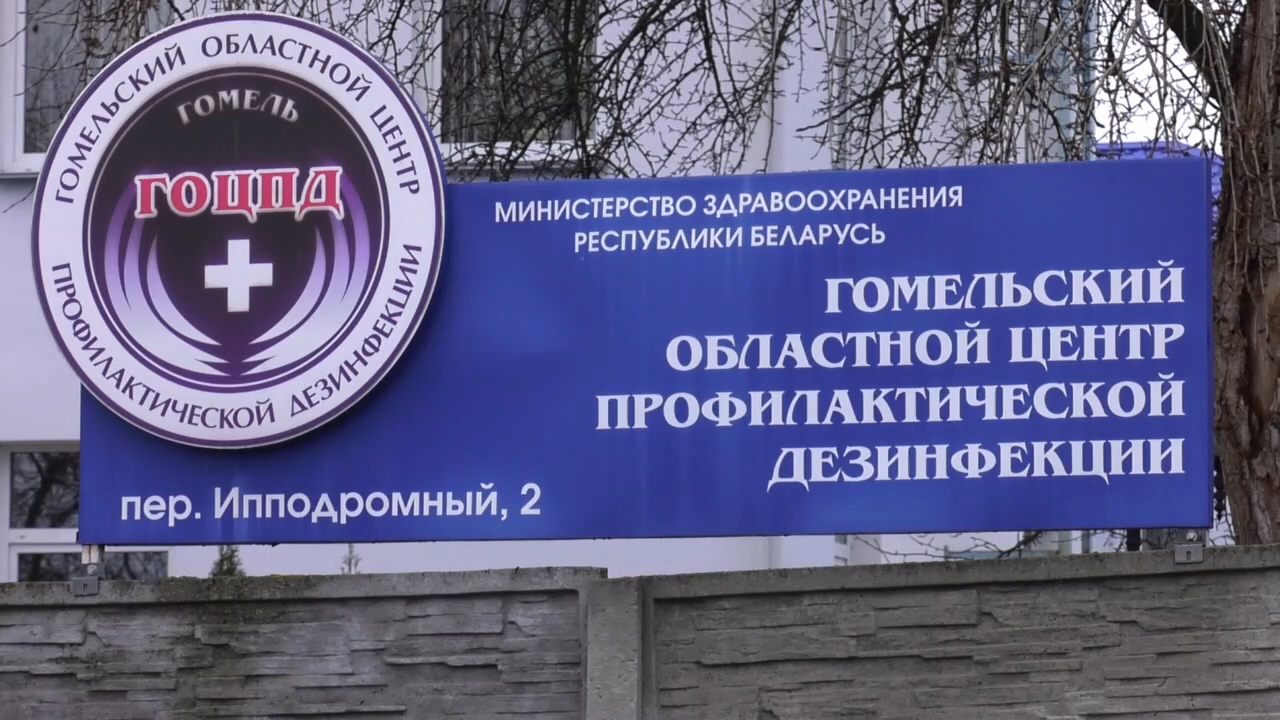 ГОМЕЛЬСКИЙ ОБЛАСТНОЙ ЦЕНТР
ПРОФИЛАКТИЧЕСКОЙ ДЕЗИНФЕКЦИИ
ГОМЕЛЬ
ГОЦПД
МИНИСТЕРСТВО ЗДРАВООХРАНЕНИЯ
РЕСПУБЛИКИ БЕЛАРУСЬ
ГОМЕЛЬСКИЙ
ОБЛАСТНОЙ ЦЕНТР
ПРОФИЛАКТИЧЕСКОЙ
ДЕЗИНФЕКЦИИ
пер. Ипподромный, 2